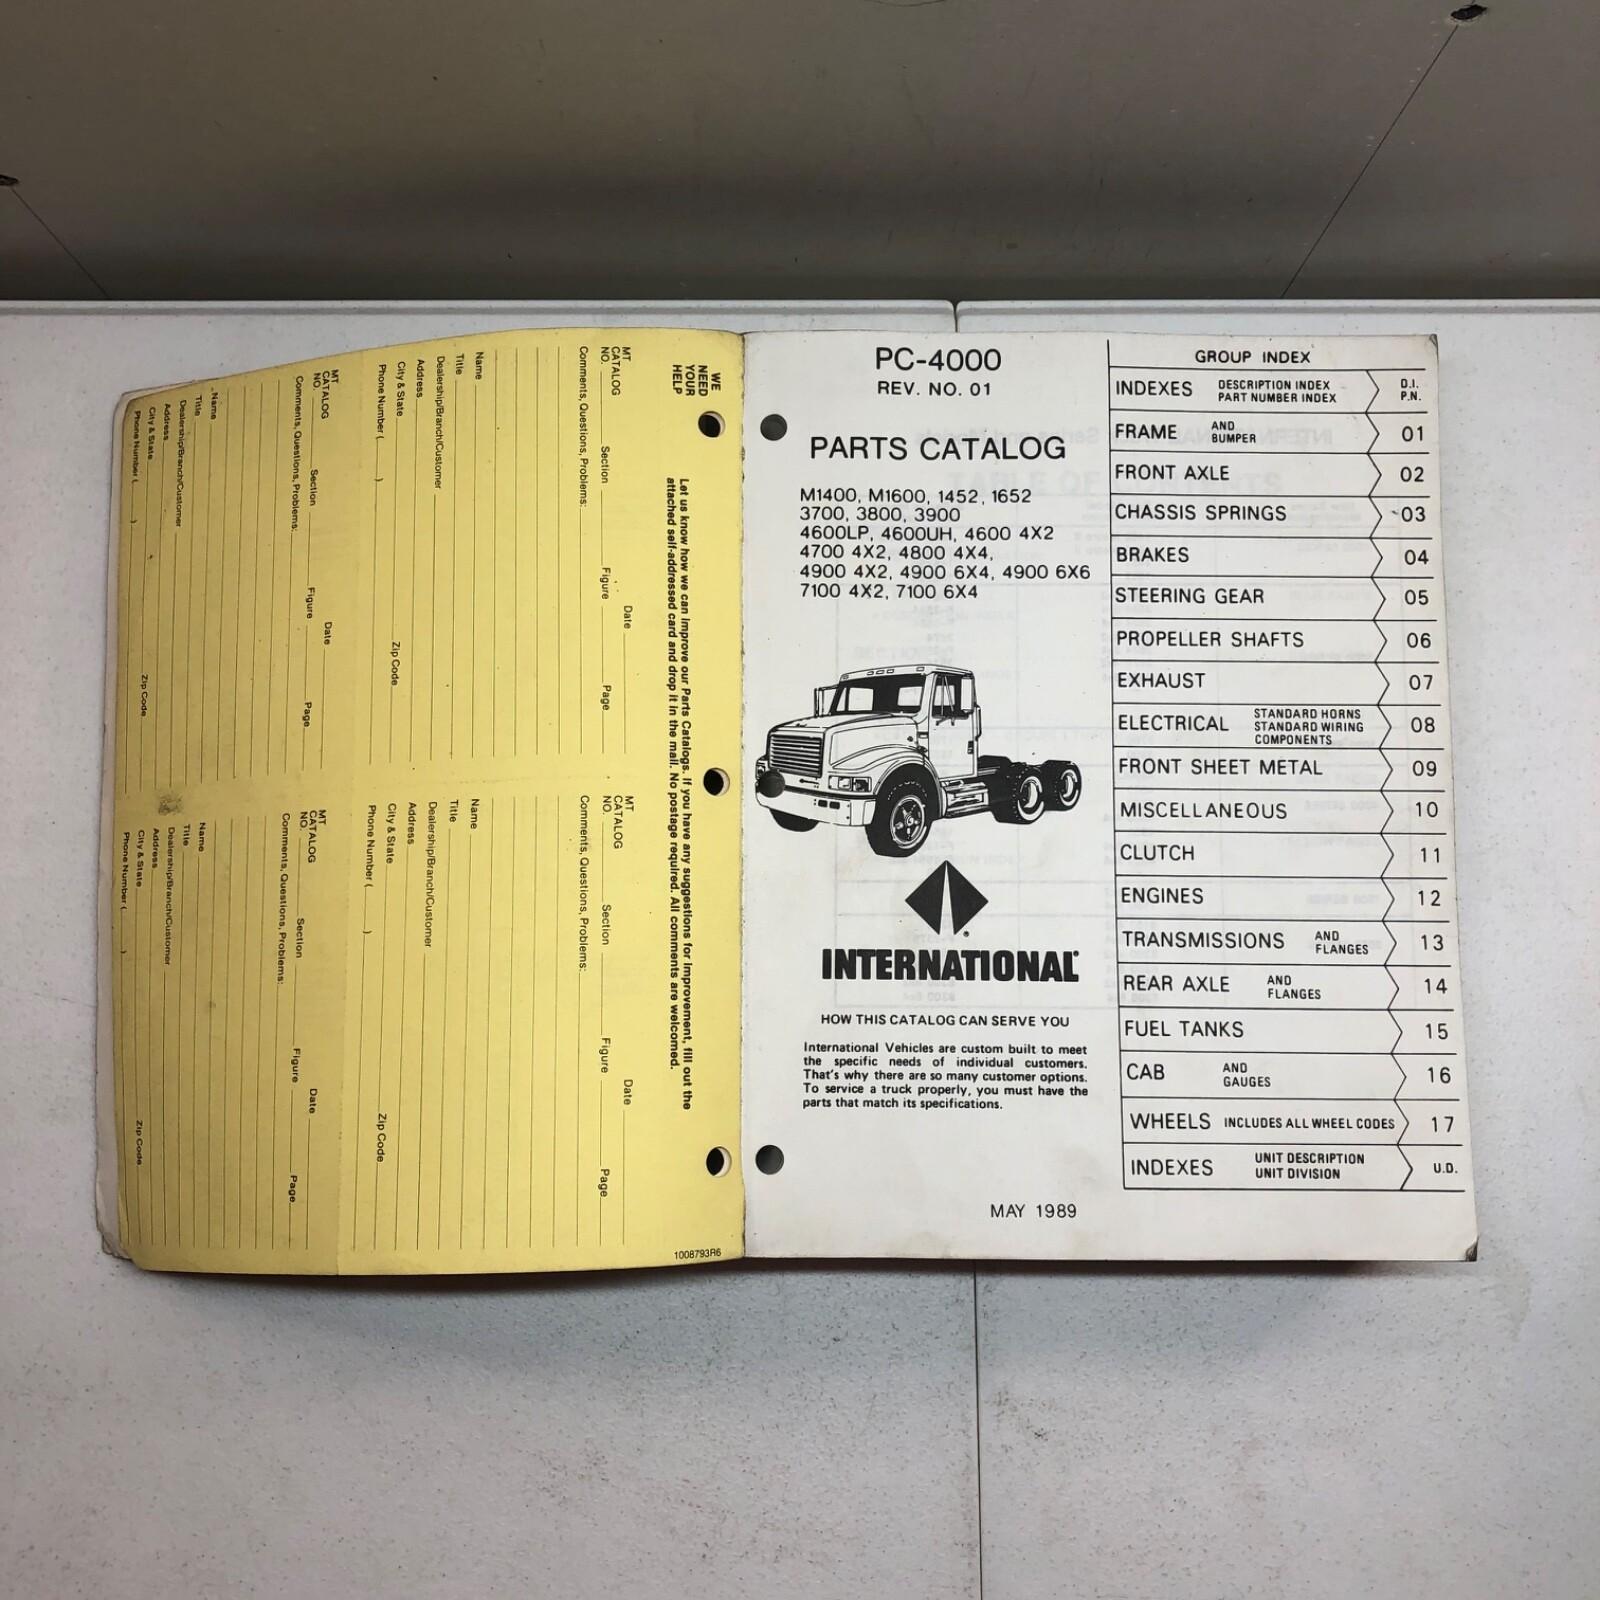 WE
NEED
YOUR
HELP
Let us know how we can improve our Parts Catalogs. If you have any suggestions for improvement, fill out the
attached self-addressed card and drop it in the mail. No postage required. All comments are welcomed.
MT
CATALOG
NO. Section Figure Date Page
Comments, Questions, Problems:
Name
Title
Dealership/Branch/Customer
Address
City & State Zip Code
Phone Number ( )
MT
CATALOG
NO. Section Figure Date Page
Comments, Questions, Problems:
Name
Title
Dealership/Branch/Customer
Address
City & State Zip Code
Phone Number ( )
MT
CATALOG
NO. Section Figure Date Page
Comments, Questions, Problems:
Name
Title
Dealership/Branch/Customer
Address
City & State Zip Code
Phone Number ( )
MT
CATALOG
NO. Section Figure Date Page
Comments, Questions, Problems:
Name
Title
Dealership/Branch/Customer
Address
City & State Zip Code
Phone Number ( )
1008793R6
PC-4000
REV. NO. 01
PARTS CATALOG
M1400, M1600, 1452, 1652
3700, 3800, 3900
4600LP, 4600UH, 4600 4X2
4700 4X2, 4800 4X4,
4900 4X2, 4900 6X4, 4900 6X6
7100 4X2, 7100 6X4
INTERNATIONAL®
HOW THIS CATALOG CAN SERVE YOU
International Vehicles are custom built to meet
the specific needs of individual customers.
That's why there are so many customer options.
To service a truck properly, you must have the
parts that match its specifications.
MAY 1989
GROUP INDEX
INDEXES DESCRIPTION INDEX PART NUMBER INDEX D.I. P.N.
FRAME AND BUMPER 01
FRONT AXLE 02
CHASSIS SPRINGS 03
BRAKES 04
STEERING GEAR 05
PROPELLER SHAFTS 06
EXHAUST 07
ELECTRICAL STANDARD HORNS STANDARD WIRING COMPONENTS 08
FRONT SHEET METAL 09
MISCELLANEOUS 10
CLUTCH 11
ENGINES 12
TRANSMISSIONS AND FLANGES 13
REAR AXLE AND FLANGES 14
FUEL TANKS 15
CAB AND GAUGES 16
WHEELS INCLUDES ALL WHEEL CODES 17
INDEXES UNIT DESCRIPTION UNIT DIVISION U.D.